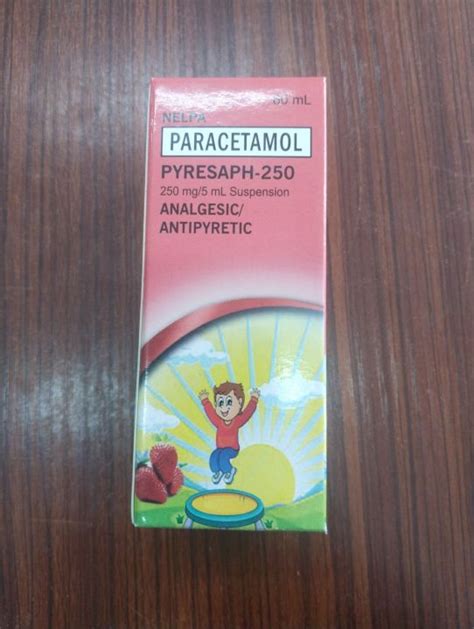 60 mL
NELPA
PARACETAMOL
PYRESAPH-250
250 mg/5 mL Suspension
ANALGESIC/
ANTIPYRETIC